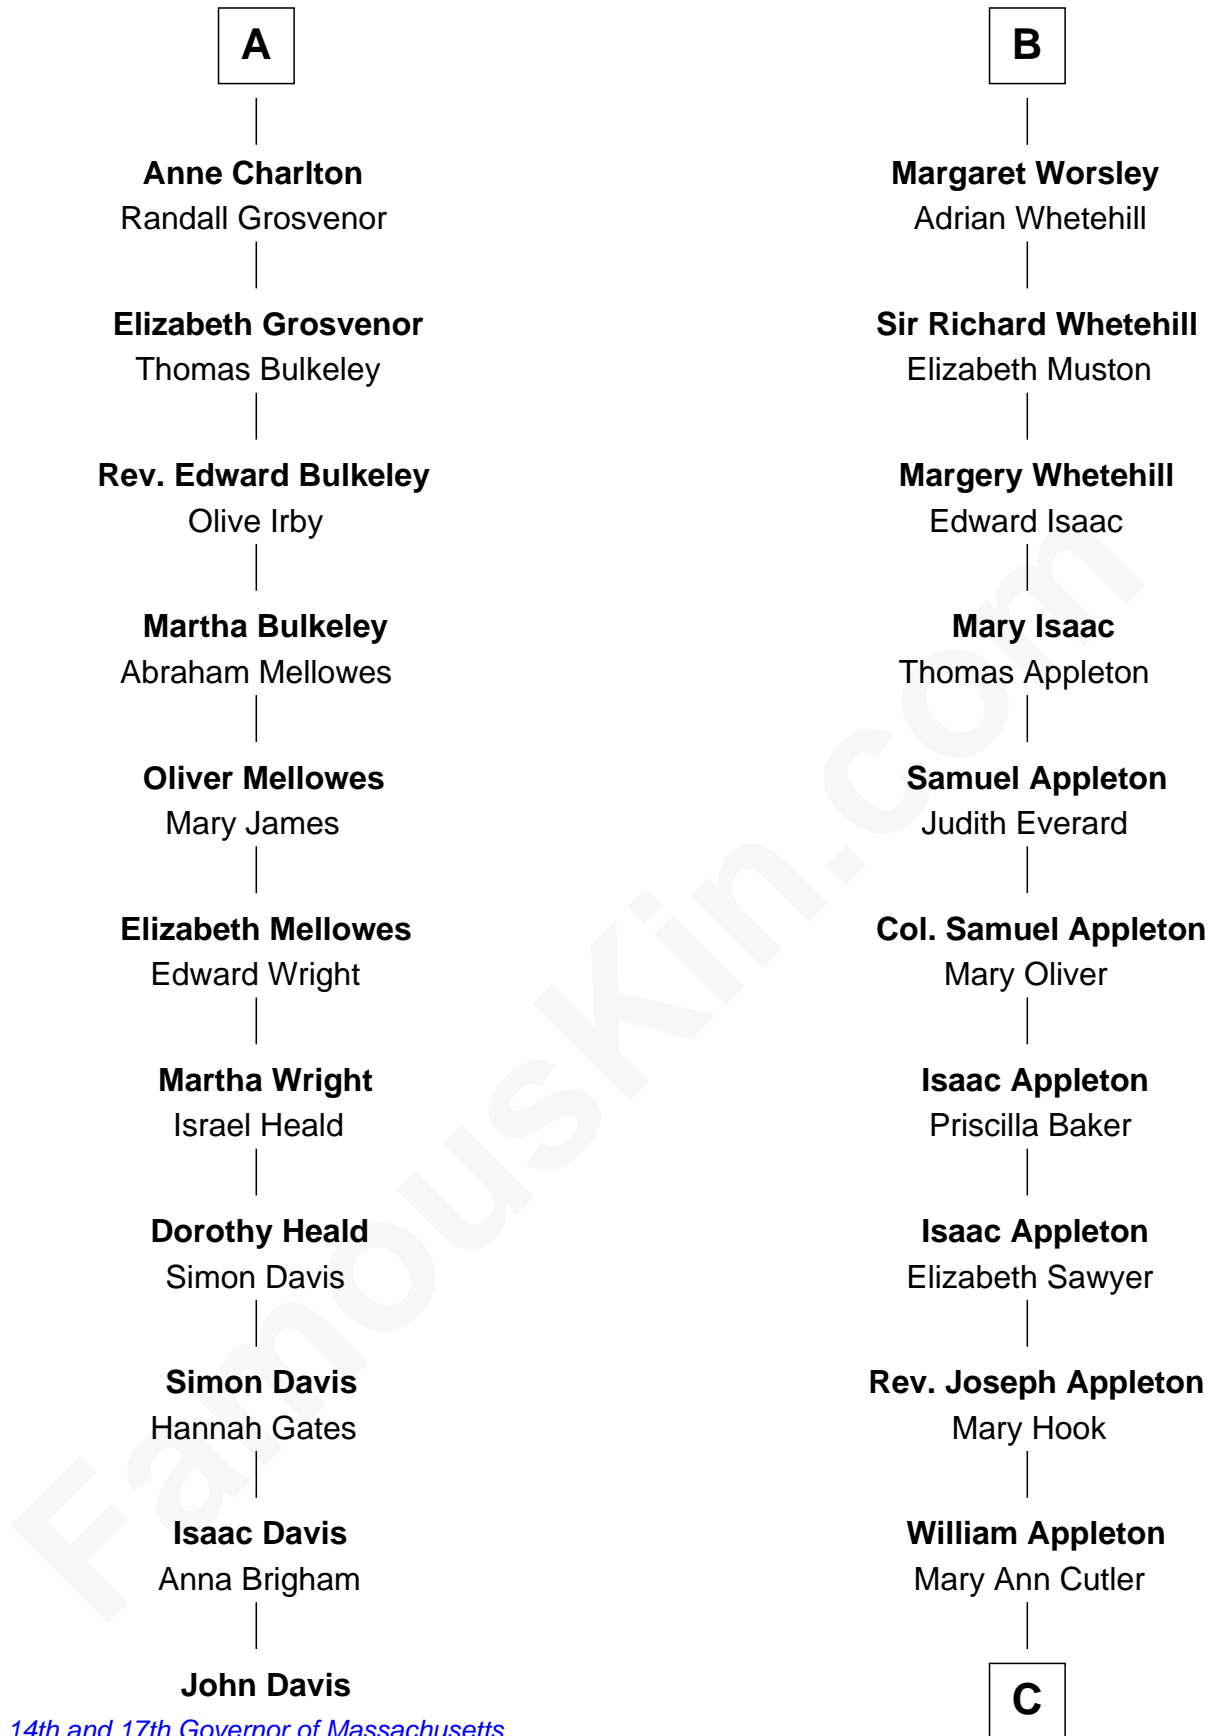 A
Anne Charlton
Randall Grosvenor
Elizabeth Grosvenor
Thomas Bulkeley
Rev. Edward Bulkeley
Olive Irby
Martha Bulkeley
Abraham Mellowes
Oliver Mellowes
Mary James
Elizabeth Mellowes
Edward Wright
Martha Wright
Israel Heald
Dorothy Heald
Simon Davis
Simon Davis
Hannah Gates
Isaac Davis
Anna Brigham
John Davis
14th and 17th Governor of Massachusetts
B
Margaret Worsley
Adrian Whetehill
Sir Richard Whetehill
Elizabeth Muston
Margery Whetehill
Edward Isaac
Mary Isaac
Thomas Appleton
Samuel Appleton
Judith Everard
Col. Samuel Appleton
Mary Oliver
Isaac Appleton
Priscilla Baker
Isaac Appleton
Elizabeth Sawyer
Rev. Joseph Appleton
Mary Hook
William Appleton
Mary Ann Cutler
C
FamousKin.com